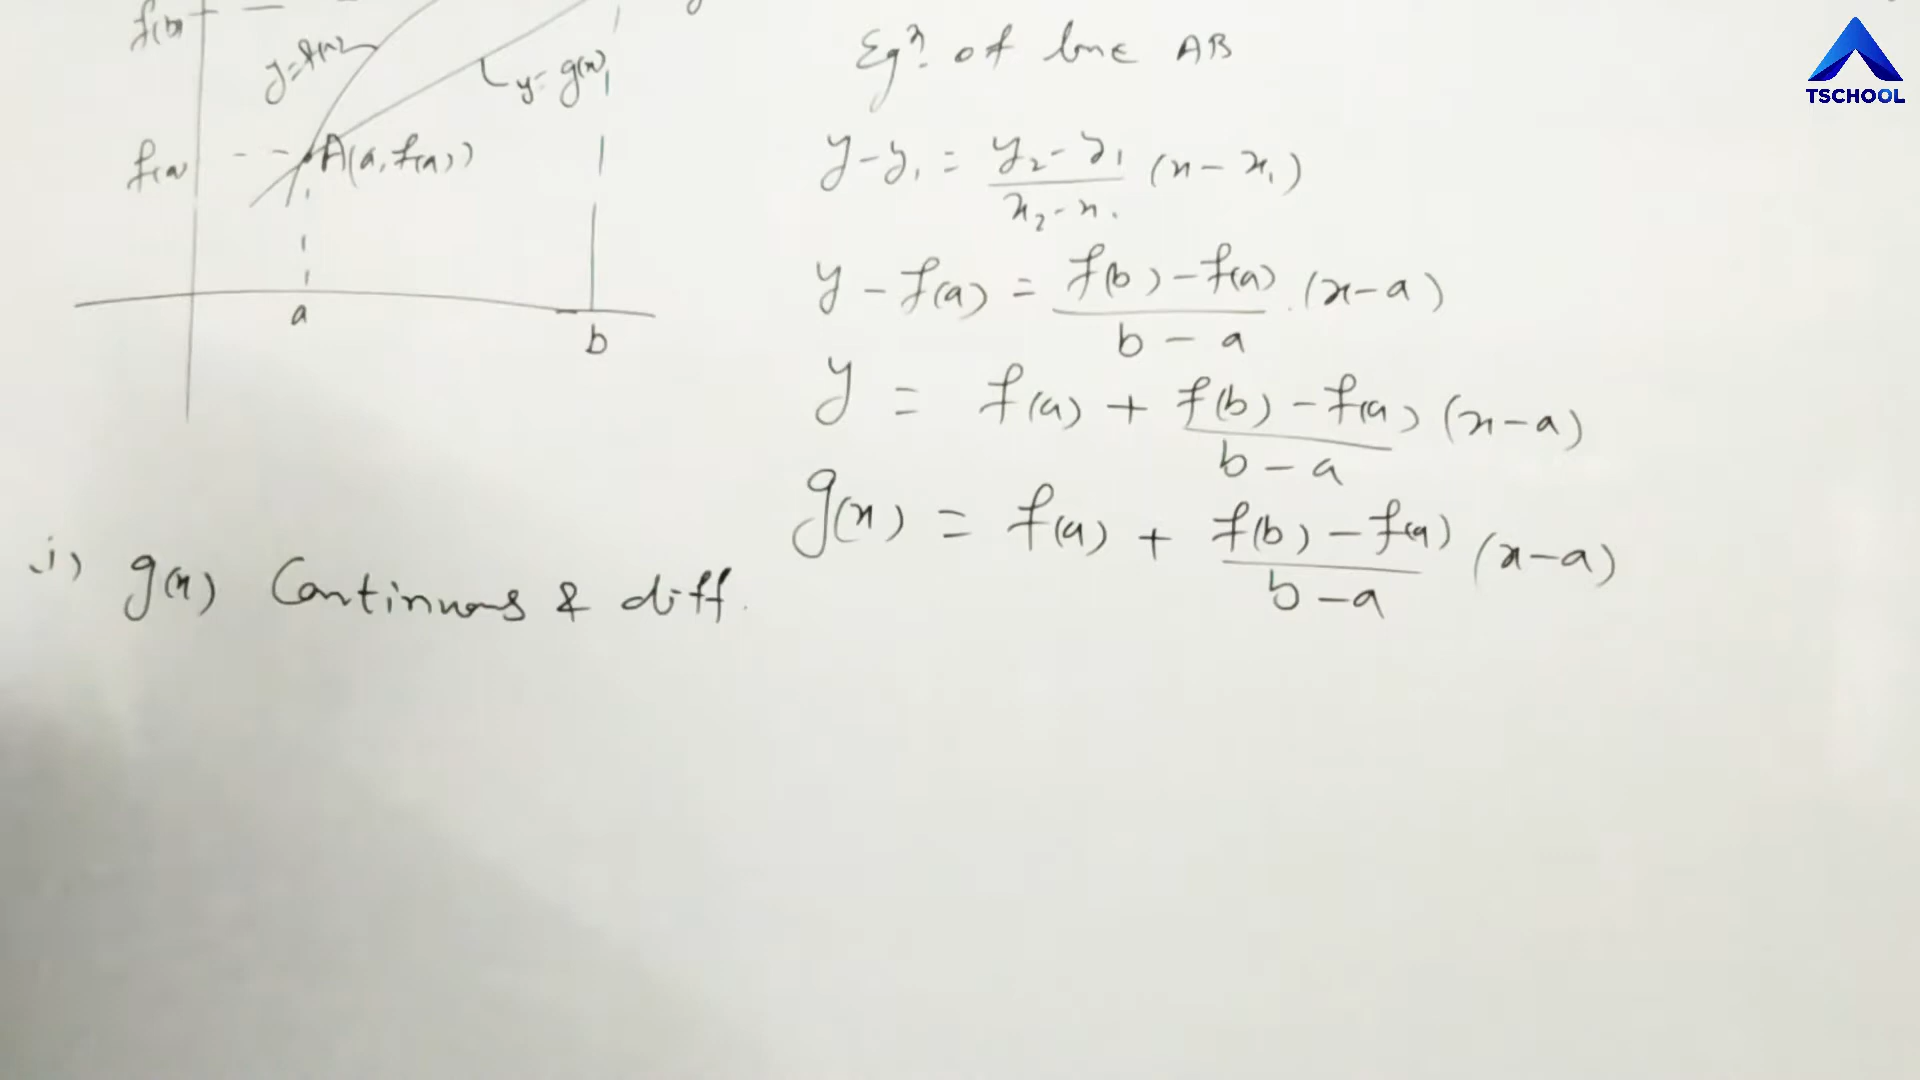 f(b)
y=f(x)
y=g(x)
f(a)
A(a, f(a))
a
b
Eqⁿ. of line AB
y-y₁ = y₂-y₁ / x₂-x₁ (x-x₁)
y - f(a) = f(b)-f(a) / b-a . (x-a)
y = f(a) + f(b)-f(a) / b-a (x-a)
g(x) = f(a) + f(b)-f(a) / b-a (x-a)
i) g(x) Continuous & diff.
TSCHOOL